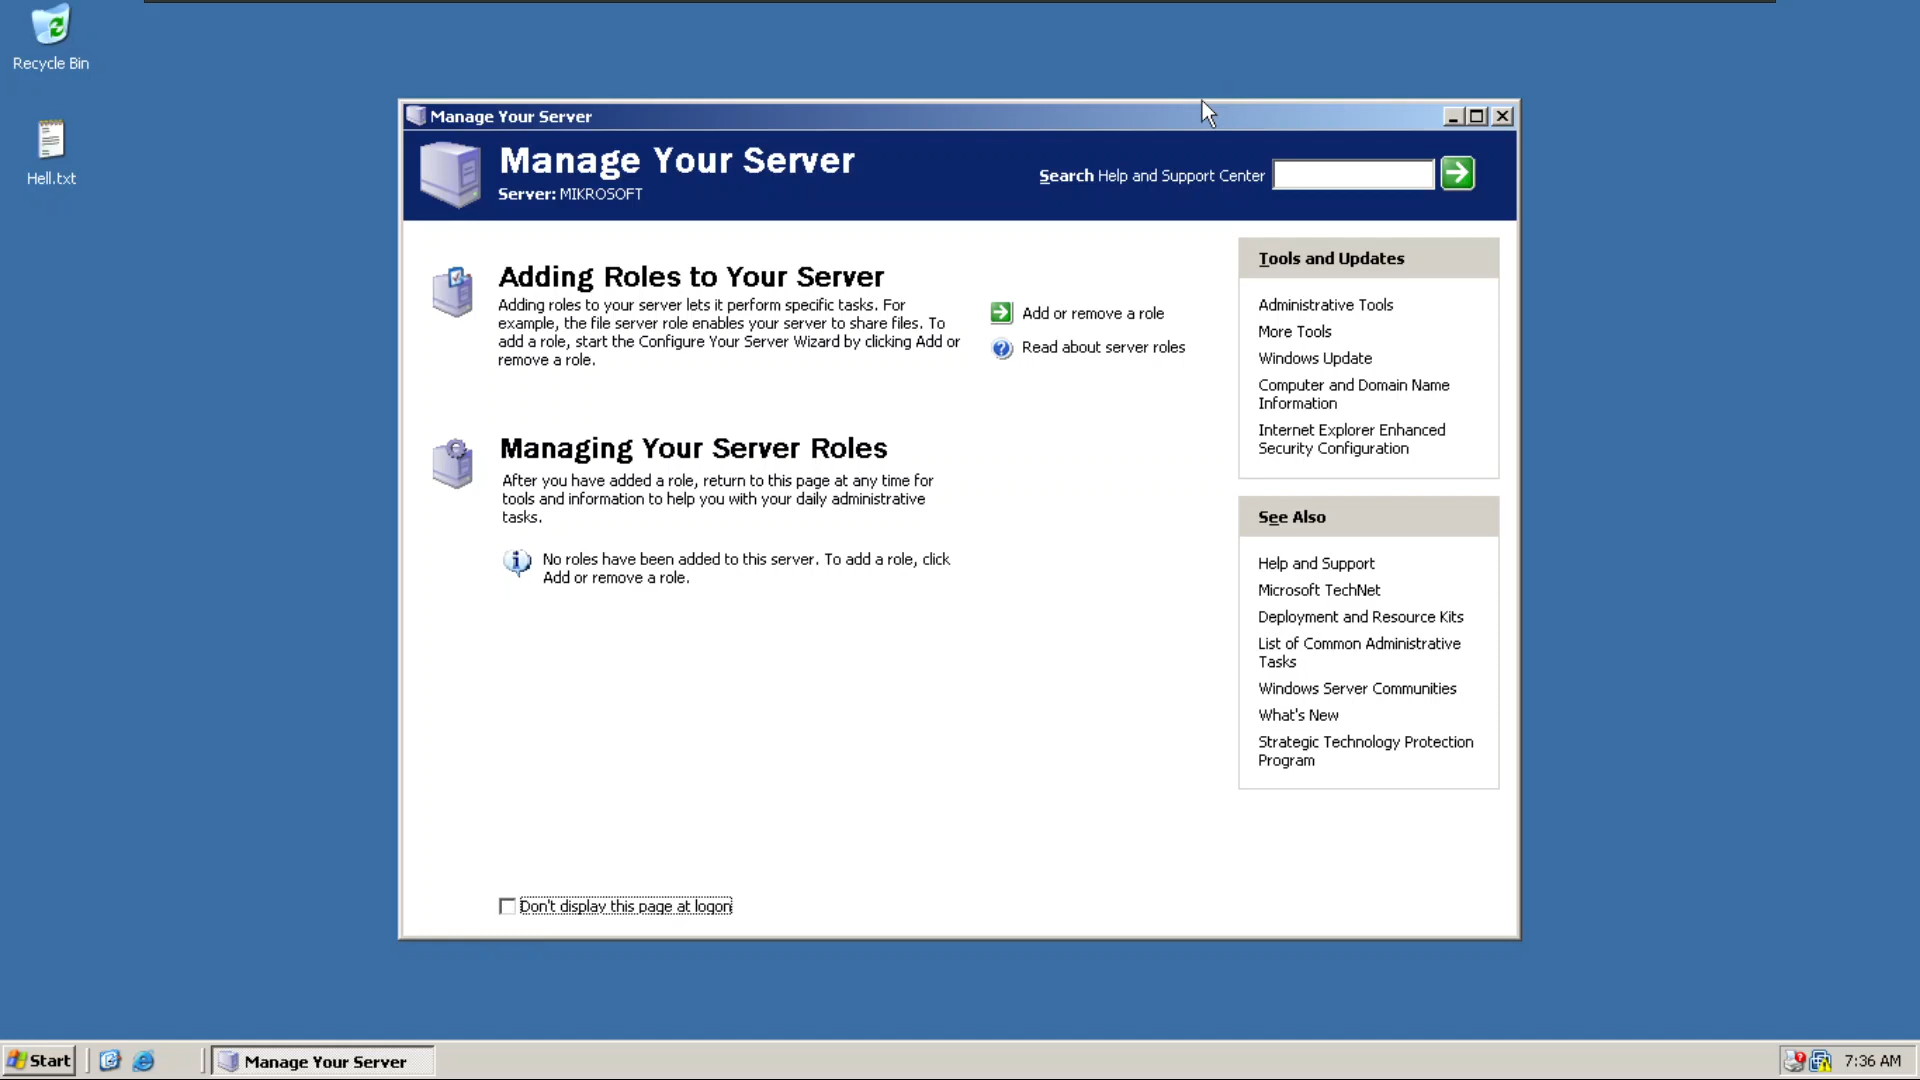 Recycle Bin
Hell.txt
Manage Your Server
Manage Your Server
Server: MIKROSOFT
Search Help and Support Center
Adding Roles to Your Server
Adding roles to your server lets it perform specific tasks. For
example, the file server role enables your server to share files. To
add a role, start the Configure Your Server Wizard by clicking Add or
remove a role.
Add or remove a role
Read about server roles
Managing Your Server Roles
After you have added a role, return to this page at any time for
tools and information to help you with your daily administrative
tasks.
No roles have been added to this server. To add a role, click
Add or remove a role.
Tools and Updates
Administrative Tools
More Tools
Windows Update
Computer and Domain Name
Information
Internet Explorer Enhanced
Security Configuration
See Also
Help and Support
Microsoft TechNet
Deployment and Resource Kits
List of Common Administrative
Tasks
Windows Server Communities
What's New
Strategic Technology Protection
Program
Don't display this page at logon
Start
Manage Your Server
7:36 AM